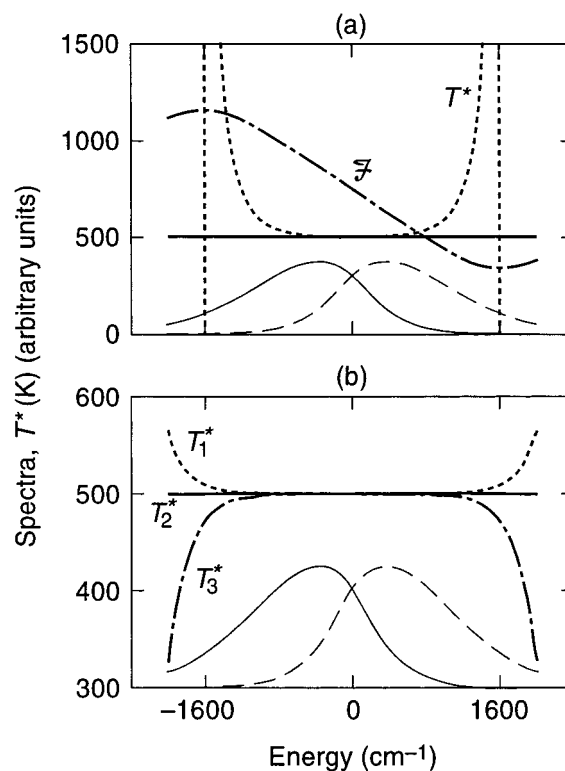 (a)
1500
1000
500
0
T*
ℱ
Spectra, T*(K) (arbitrary units)
(b)
600
500
400
300
T₁*
T₂*
T₃*
−1600
0
1600
Energy (cm⁻¹)